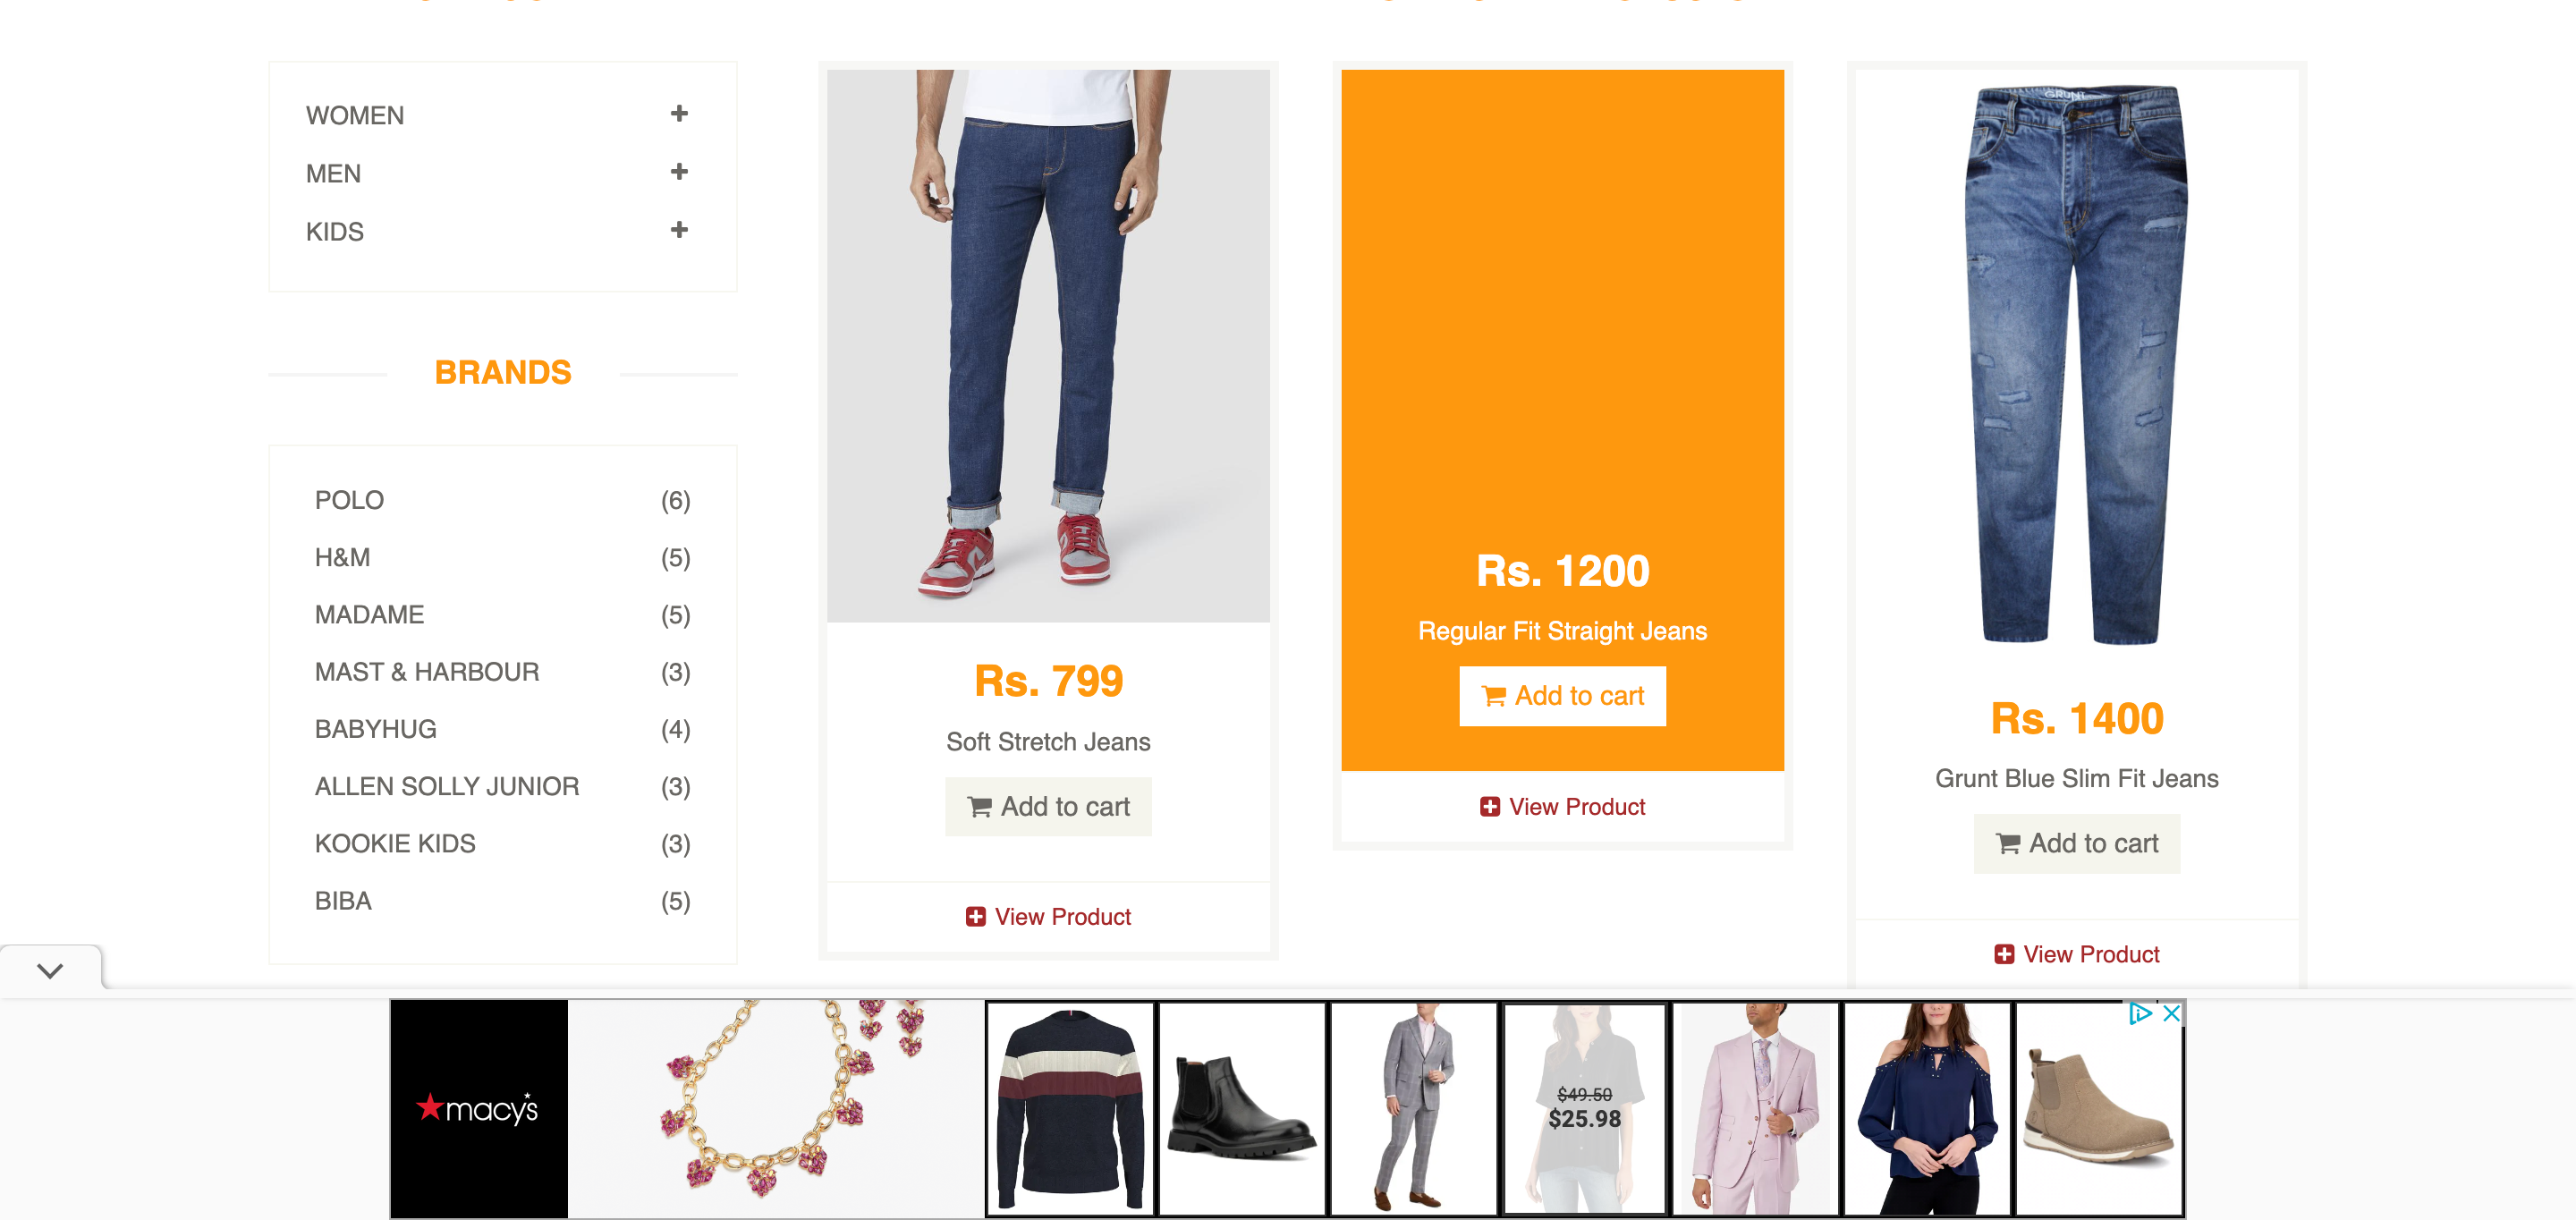 WOMEN
MEN
KIDS
BRANDS
POLO (6)
H&M (5)
MADAME (5)
MAST & HARBOUR (3)
BABYHUG (4)
ALLEN SOLLY JUNIOR (3)
KOOKIE KIDS (3)
BIBA (5)
Rs. 799
Soft Stretch Jeans
Add to cart
View Product
Rs. 1200
Regular Fit Straight Jeans
Add to cart
View Product
GRUNT
Rs. 1400
Grunt Blue Slim Fit Jeans
Add to cart
View Product
macy's
$49.50
$25.98